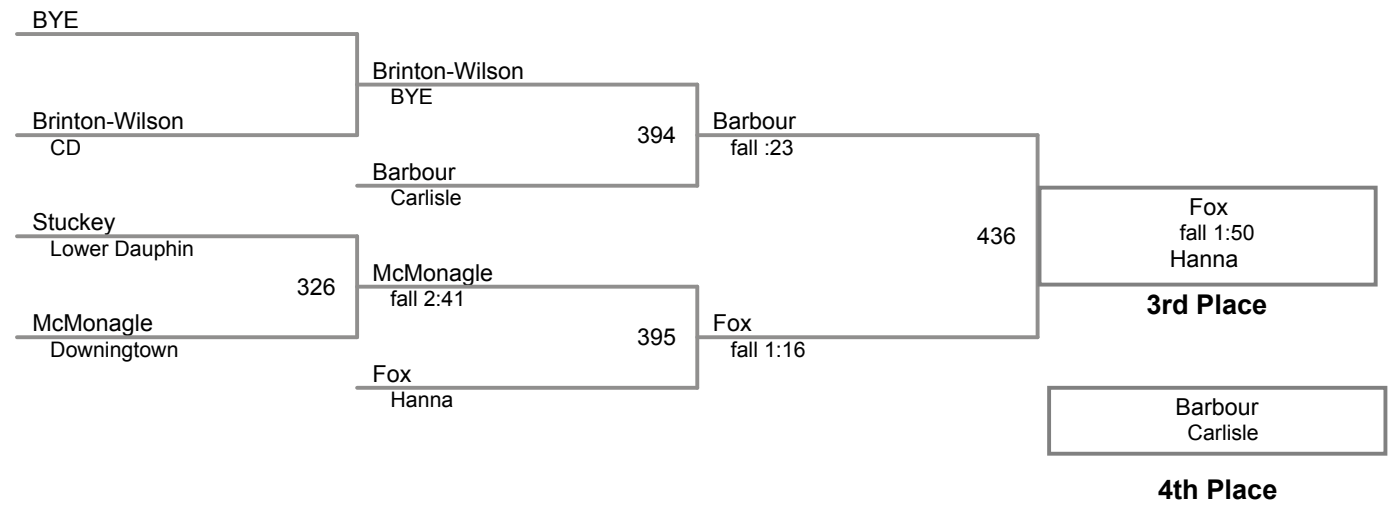 BYE
Brinton-Wilson
BYE
Brinton-Wilson
CD
394
Barbour
fall :23
Barbour
Carlisle
Stuckey
Lower Dauphin
436
Fox
fall 1:50
Hanna
326
McMonagle
fall 2:41
3rd Place
McMonagle
Downingtown
395
Fox
fall 1:16
Fox
Hanna
Barbour
Carlisle
4th Place